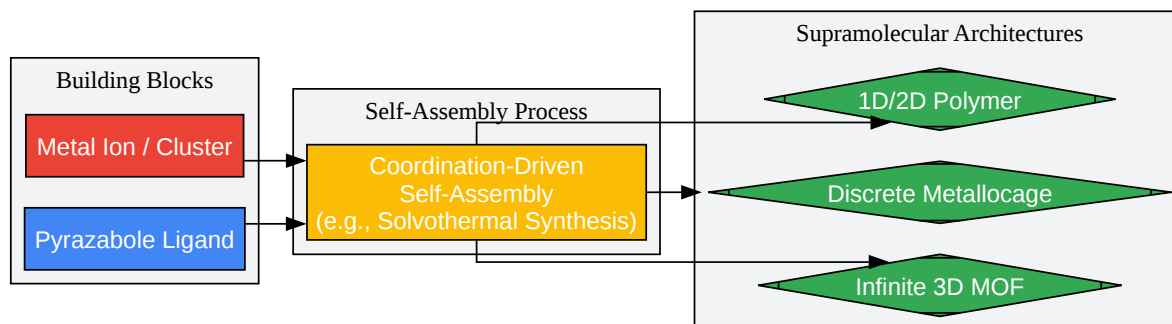 Building Blocks
Metal Ion / Cluster
Pyrazabole Ligand
Self-Assembly Process
Coordination-Driven
Self-Assembly
(e.g., Solvothermal Synthesis)
Supramolecular Architectures
1D/2D Polymer
Discrete Metallocage
Infinite 3D MOF